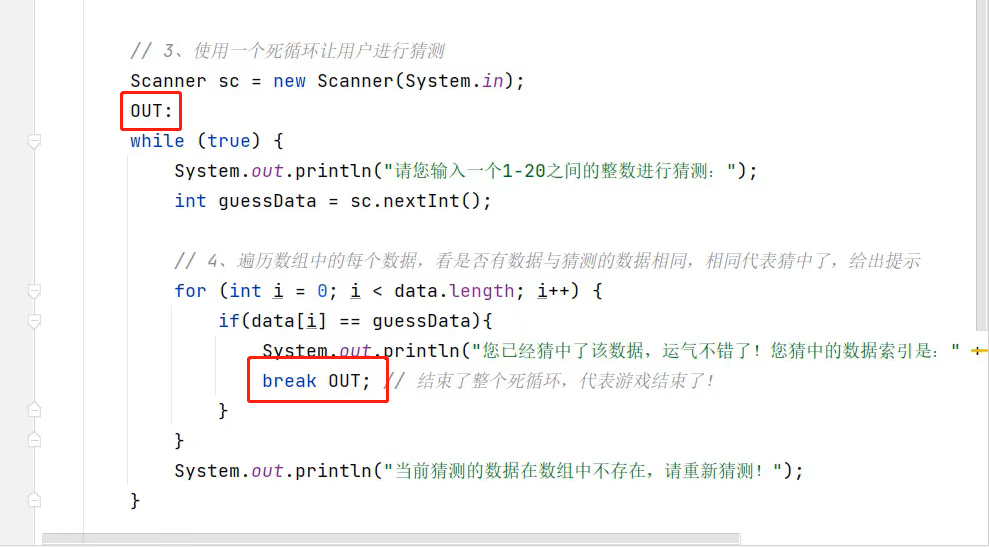 // 3、使用一个死循环让用户进行猜测
Scanner sc = new Scanner(System.in);
OUT:
while (true) {
System.out.println("请您输入一个1-20之间的整数进行猜测：");
int guessData = sc.nextInt();
// 4、遍历数组中的每个数据，看是否有数据与猜测的数据相同，相同代表猜中了，给出提示
for (int i = 0; i < data.length; i++) {
if(data[i] == guessData){
System.out.println("您已经猜中了该数据，运气不错了！您猜中的数据索引是：" +
break OUT; // 结束了整个死循环，代表游戏结束了！
}
}
System.out.println("当前猜测的数据在数组中不存在，请重新猜测！");
}